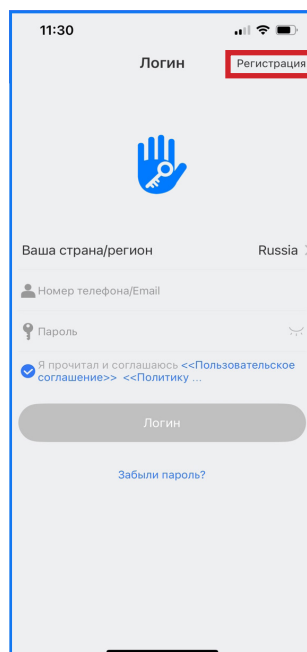 11:30
Логин
Регистрация
Ваша страна/регион
Russia
Номер телефона/Email
Пароль
Я прочитал и соглашаюсь <<Пользовательское
соглашение>> <<Политику ...
Логин
Забыли пароль?